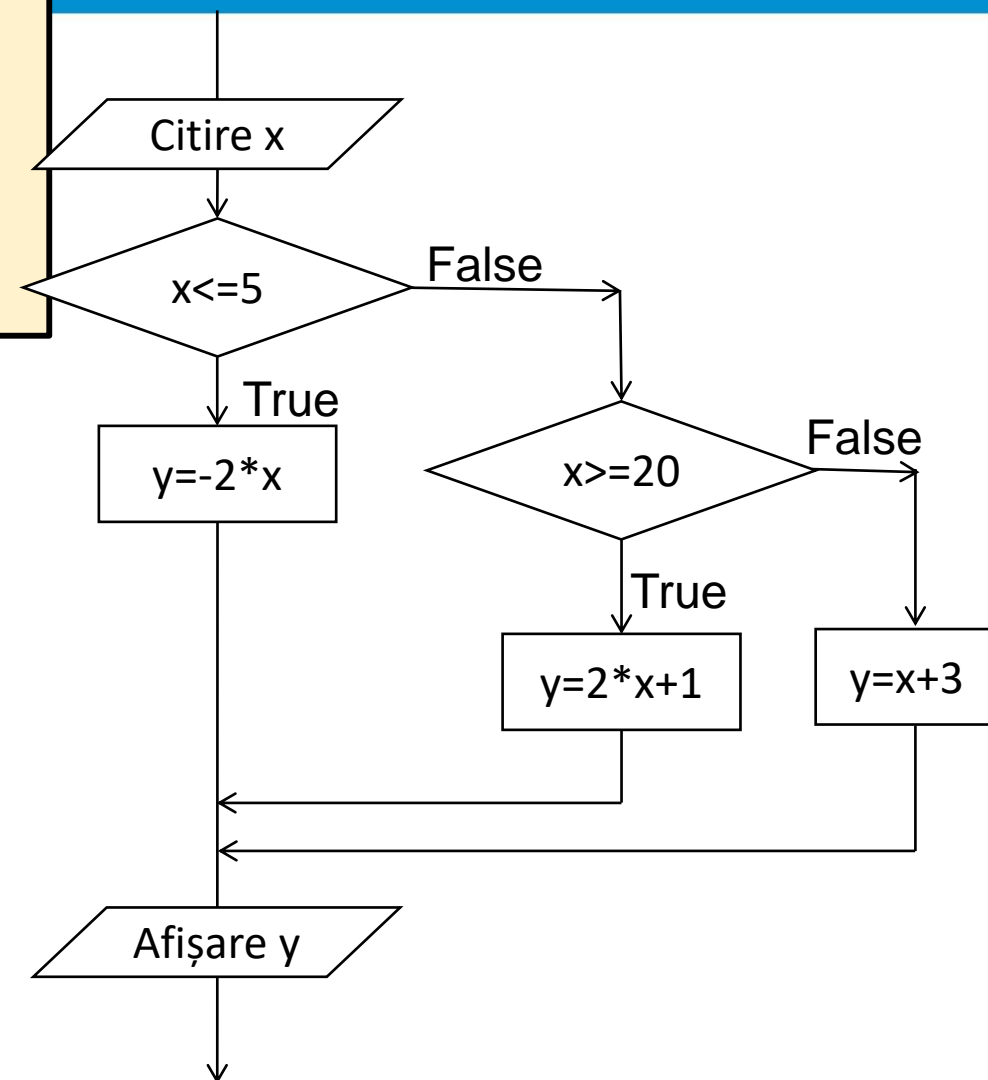 Citire x
x<=5
False
True
y=-2*x
x>=20
False
True
y=2*x+1
y=x+3
Afișare y